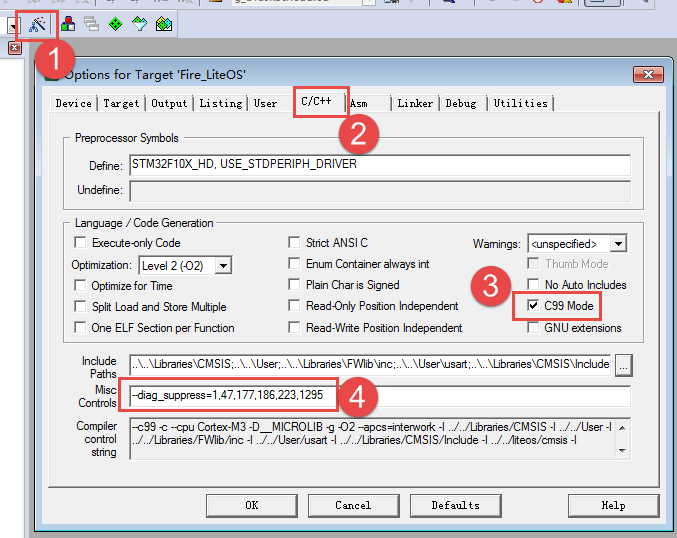 1
Options for Target 'Fire_LiteOS'
Device Target Output Listing User C/C++ Asm Linker Debug Utilities
2
Preprocessor Symbols
Define: STM32F10X_HD, USE_STDPERIPH_DRIVER
Undefine:
Language / Code Generation
Execute-only Code Strict ANSI C Warnings: <unspecified>
Optimization: Level 2 (-O2) Enum Container always int Thumb Mode
3
Optimize for Time Plain Char is Signed No Auto Includes
Split Load and Store Multiple Read-Only Position Independent C99 Mode
One ELF Section per Function Read-Write Position Independent GNU extensions
Include Paths ..\..\Libraries\CMSIS;..\..\User;..\..\Libraries\FWlib\inc;..\..\User\usart;..\..\Libraries\CMSIS\Include ...
Misc Controls --diag_suppress=1,47,177,186,223,1295
4
Compiler control string --c99 -c --cpu Cortex-M3 -D__MICROLIB -g -O2 --apcs=interwork -I ../../Libraries/CMSIS -I ../../User -I
../../Libraries/FWlib/inc -I ../../User/usart -I ../../Libraries/CMSIS/Include -I ../../liteos/cmsis -I
OK Cancel Defaults Help